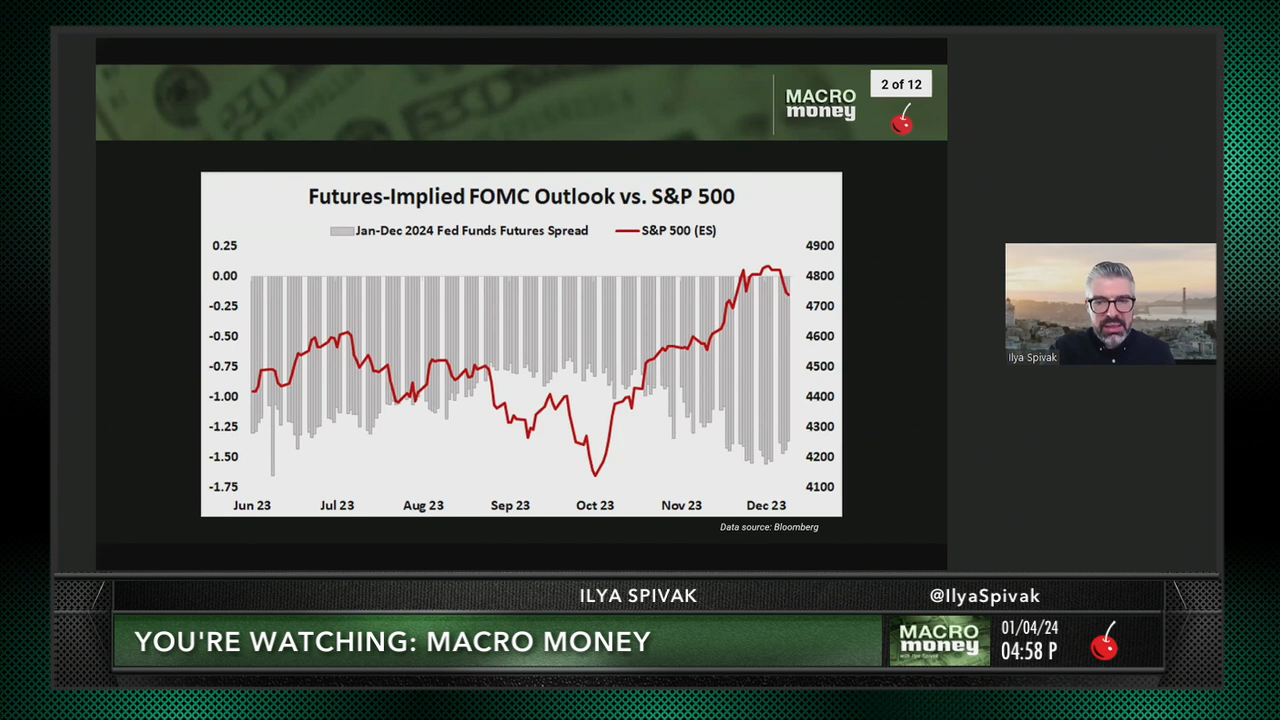 MACRO
money
2 of 12
Futures-Implied FOMC Outlook vs. S&P 500
Jan-Dec 2024 Fed Funds Futures Spread
S&P 500 (ES)
0.25
0.00
-0.25
-0.50
-0.75
-1.00
-1.25
-1.50
-1.75
4900
4800
4700
4600
4500
4400
4300
4200
4100
Jun 23
Jul 23
Aug 23
Sep 23
Oct 23
Nov 23
Dec 23
Data source: Bloomberg
Ilya Spivak
ILYA SPIVAK
@IlyaSpivak
YOU'RE WATCHING: MACRO MONEY
MACRO
money
with Ilya Spivak
01/04/24
04:58 P